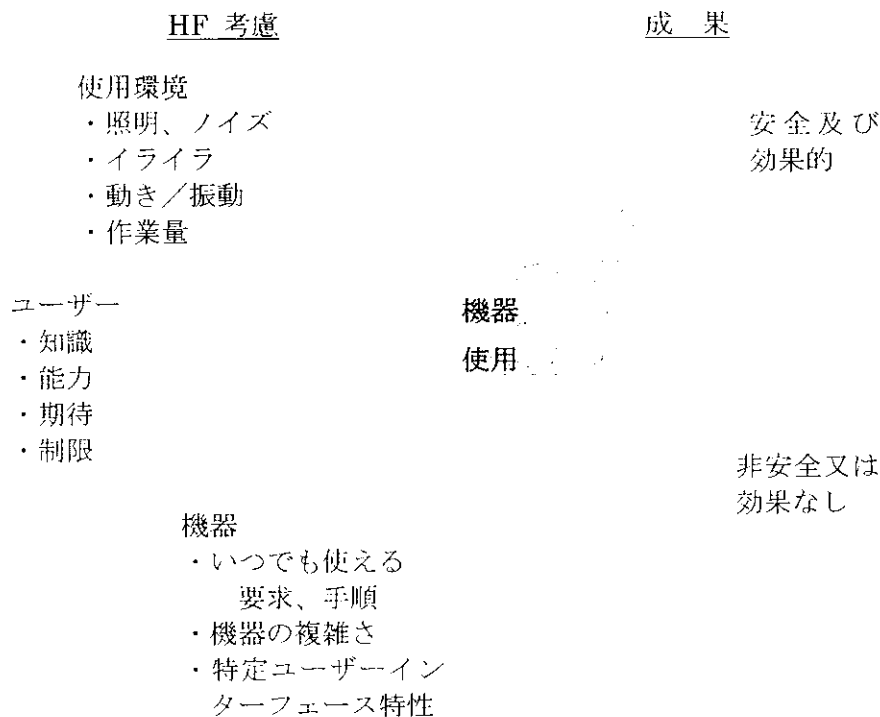 HF 考慮
成 果
使用環境
・照明、ノイズ
・イライラ
・動き／振動
・作業量
安全及び
効果的
ユーザー
・知識
・能力
・期待
・制限
機器
使用
非安全又は
効果なし
機器
・いつでも使える
要求、手順
・機器の複雑さ
・特定ユーザーイン
ターフェース特性